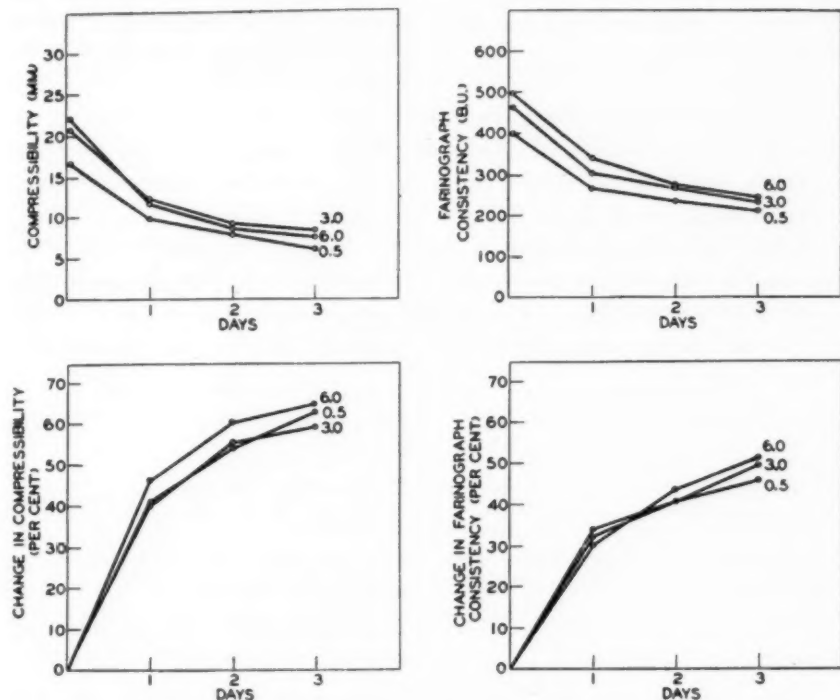 COMPRESSIBILITY (MM)
35
30
25
20
15
10
5
0
3.0
6.0
0.5
1 2 3
DAYS
FARINOGRAPH
CONSISTENCY (B.U.)
600
500
400
300
200
100
0
6.0
3.0
0.5
1 2 3
DAYS
CHANGE IN COMPRESSIBILITY
(PER CENT)
70
60
50
40
30
20
10
0
6.0
0.5
3.0
1 2 3
DAYS
CHANGE IN FARINOGRAPH
CONSISTENCY (PER CENT)
70
60
50
40
30
20
10
0
6.0
3.0
0.5
1 2 3
DAYS